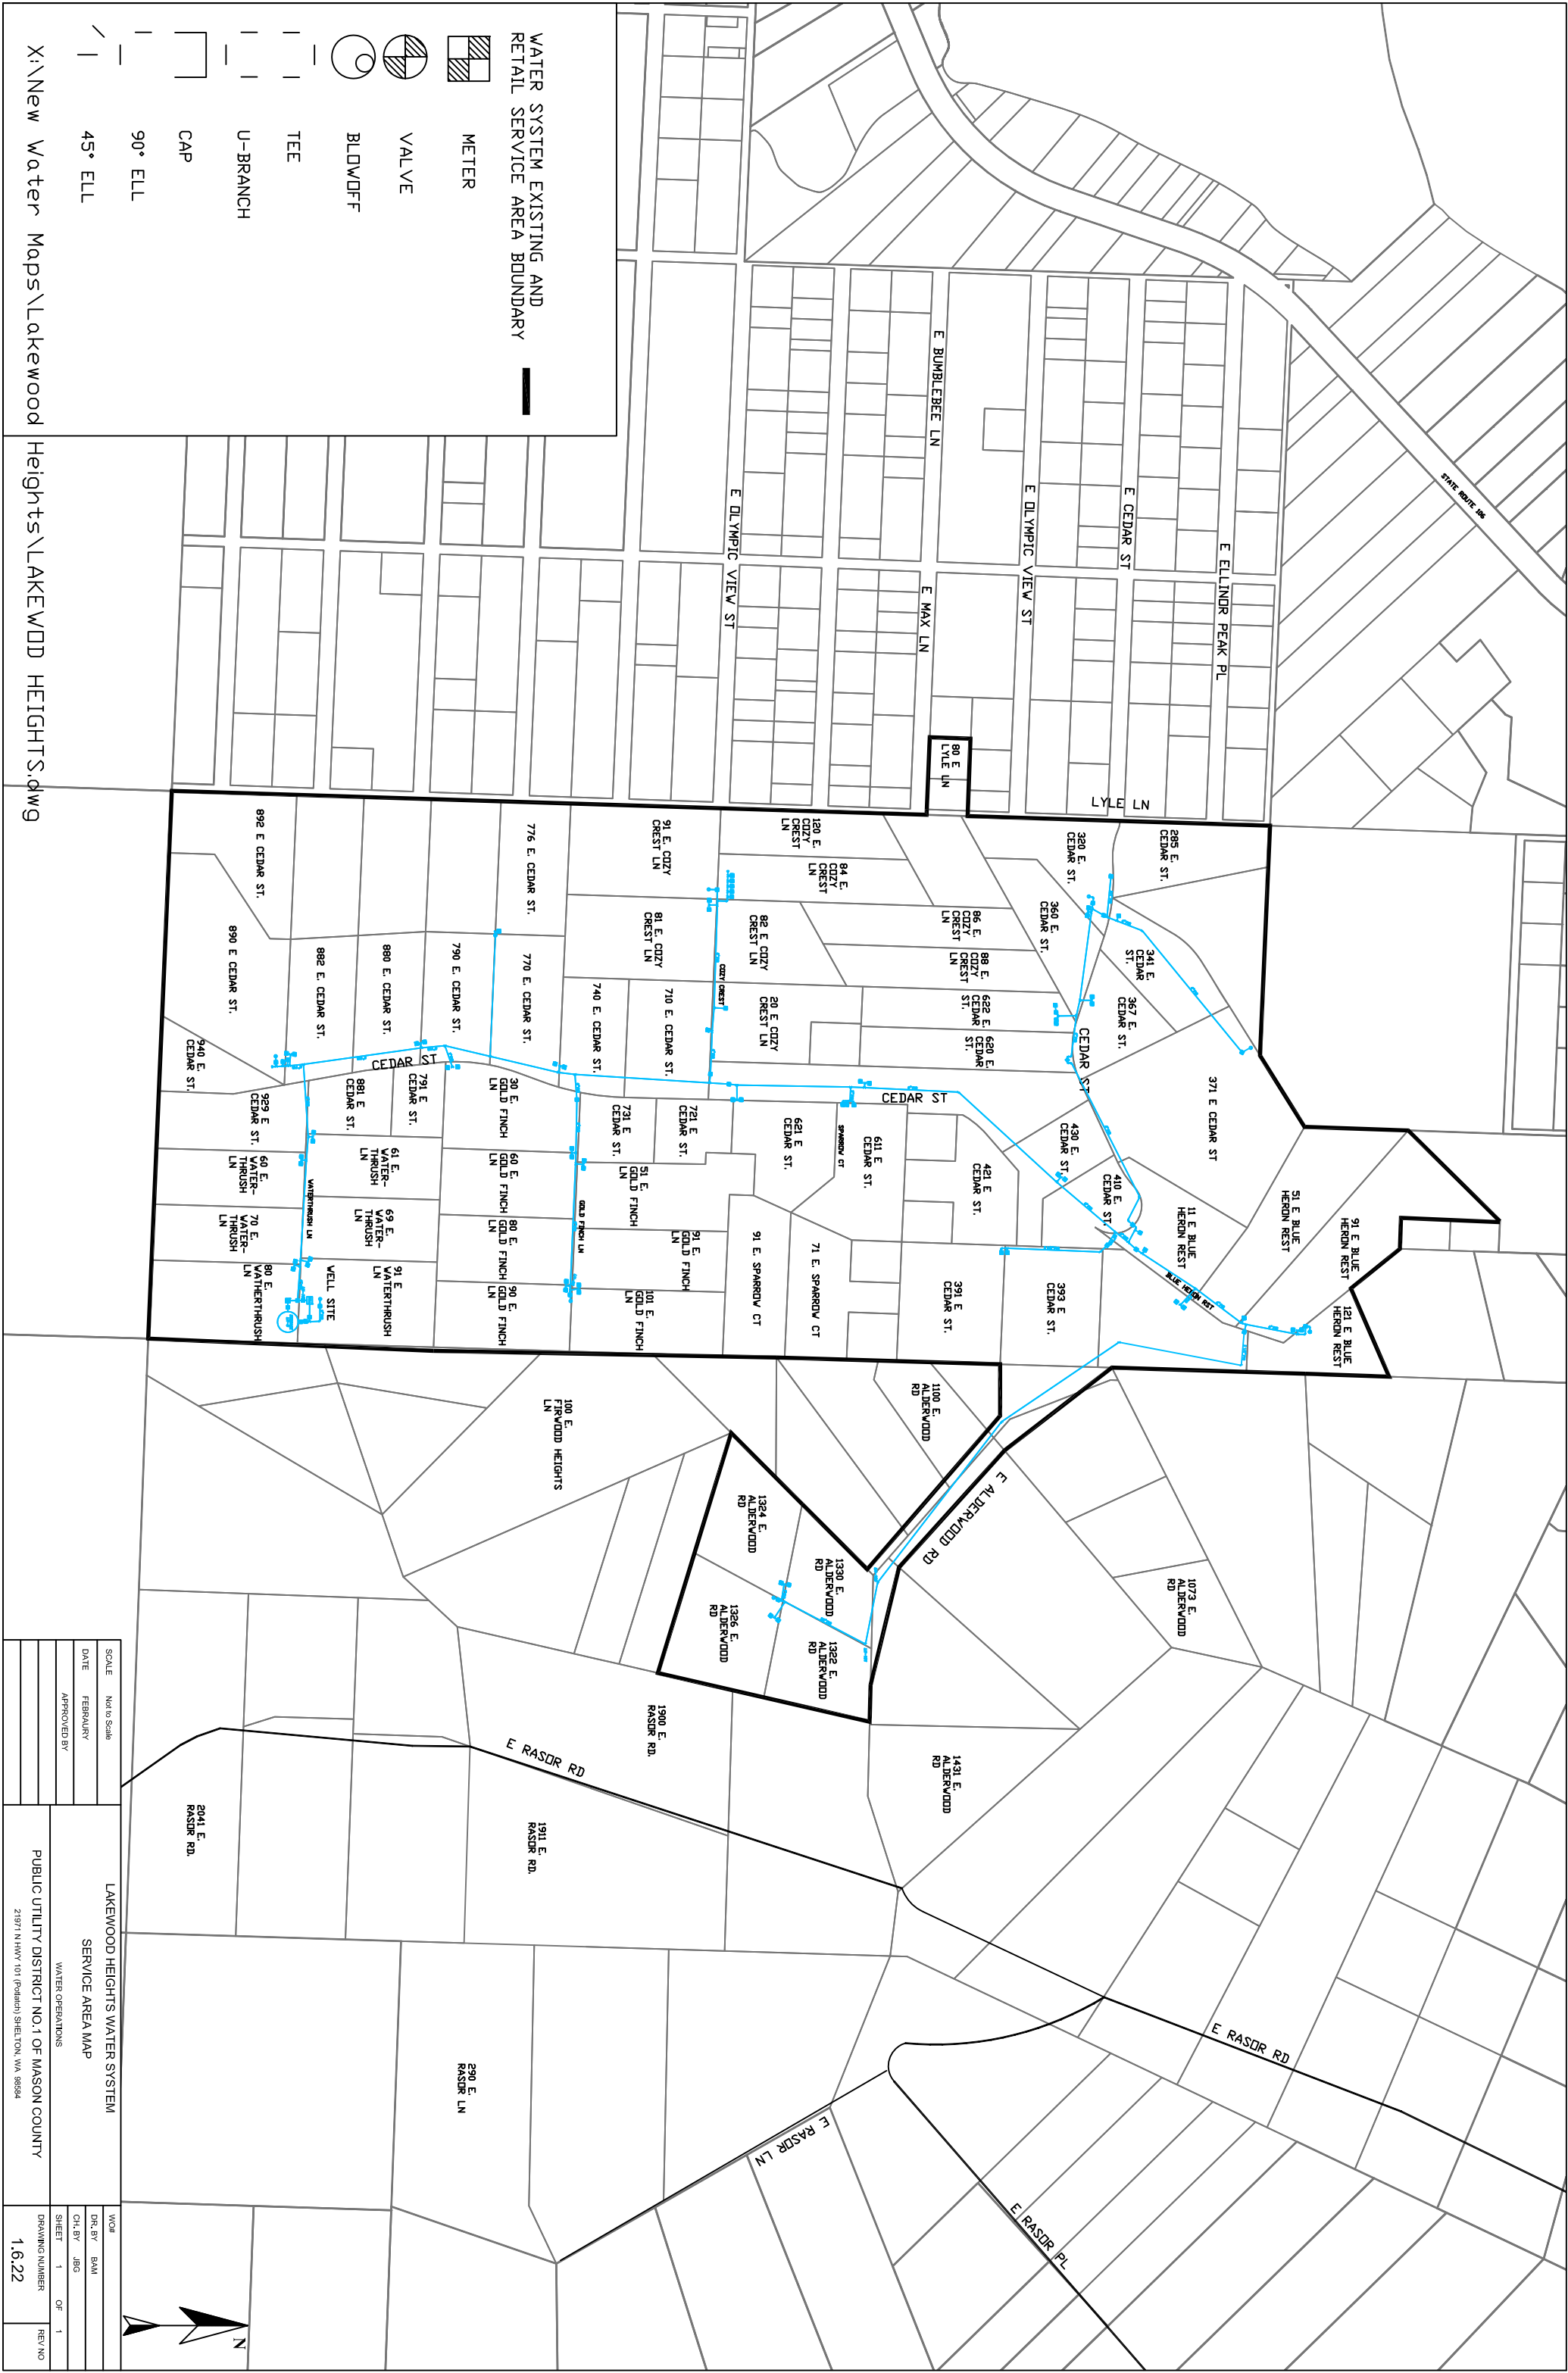 WATER SYSTEM EXISTING AND
RETAIL SERVICE AREA BOUNDARY
METER
VALVE
BLOWOFF
TEE
U-BRANCH
CAP
90° ELL
45° ELL
X:\New Water Maps\Lakewood Heights\LAKEWOOD HEIGHTS.dwg
STATE ROUTE 106
E ELLINOR PEAK PL
E CEDAR ST
E OLYMPIC VIEW ST
E BUMBLEBEE LN
E MAX LN
E OLYMPIC VIEW ST
LYLE LN
80 E
LYLE LN
285 E.
CEDAR
ST.
320 E.
CEDAR
ST.
341 E.
CEDAR
ST.
360 E.
CEDAR ST.
367 E.
CEDAR ST.
371 E CEDAR ST
120 E.
COZY
CREST
LN
84 E.
COZY
CREST
LN
86 E.
COZY
CREST
LN
88 E.
COZY
CREST
LN
91 E. COZY
CREST LN
81 E. COZY
CREST LN
82 E COZY
CREST LN
20 E COZY
CREST LN
COZY CREST
622 E.
CEDAR
ST.
620 E.
CEDAR
ST.
CEDAR ST
776 E. CEDAR ST.
770 E. CEDAR ST.
740 E. CEDAR ST.
710 E. CEDAR ST.
790 E. CEDAR ST.
880 E. CEDAR ST.
882 E. CEDAR ST.
892 E CEDAR ST.
890 E CEDAR ST.
940 E.
CEDAR ST.
CEDAR ST
CEDAR ST
929 E
CEDAR ST.
881 E
CEDAR ST.
791 E
CEDAR ST.
30 E.
GOLD FINCH
LN
731 E
CEDAR ST.
721 E
CEDAR ST.
621 E
CEDAR ST.
611 E
CEDAR ST.
SPARROW CT
421 E
CEDAR ST.
430 E.
CEDAR ST.
410 E.
CEDAR ST.
11 E BLUE
HERON REST
51 E BLUE
HERON REST
91 E BLUE
HERON REST
121 E BLUE
HERON REST
BLUE HERON RST
60 E.
WATER-
THRUSH
LN
61 E.
WATER-
THRUSH
LN
70 E.
WATER-
THRUSH
LN
69 E.
WATER-
THRUSH
LN
80 E.
WATHERTHRUSH
LN
91 E
WATERTHRUSH
LN
WATERTHRUSH LN
WELL SITE
60 E.
GOLD FINCH
LN
80 E.
GOLD FINCH
LN
90 E.
GOLD FINCH
LN
GOLD FINCH LN
51 E.
GOLD FINCH
LN
91 E.
GOLD FINCH
LN
101 E.
GOLD FINCH
LN
91 E. SPARROW CT
71 E. SPARROW CT
391 E
CEDAR ST.
393 E
CEDAR ST.
100 E.
FIRWOOD HEIGHTS
LN
1100 E.
ALDERWOOD
RD
E ALDERWOOD RD
1324 E.
ALDERWOOD
RD
1330 E.
ALDERWOOD
RD
1326 E.
ALDERWOOD
RD
1322 E.
ALDERWOOD
RD
1073 E.
ALDERWOOD
RD
1431 E.
ALDERWOOD
RD
1900 E.
RASOR RD.
1911 E.
RASOR RD.
2041 E.
RASOR RD.
E RASOR RD
E RASOR RD
290 E.
RASOR LN
E RASOR LN
E RASOR PL
N
SCALE Not to Scale
DATE FEBRAURY
APPROVED BY
LAKEWOOD HEIGHTS WATER SYSTEM
SERVICE AREA MAP
WATER OPERATIONS
PUBLIC UTILITY DISTRICT NO.1 OF MASON COUNTY
21971 N HWY 101 (Potlatch) SHELTON, WA. 98584
WO#
DR. BY BAM
CH. BY JBG
SHEET 1 OF 1
DRAWING NUMBER
1.6.22
REV NO